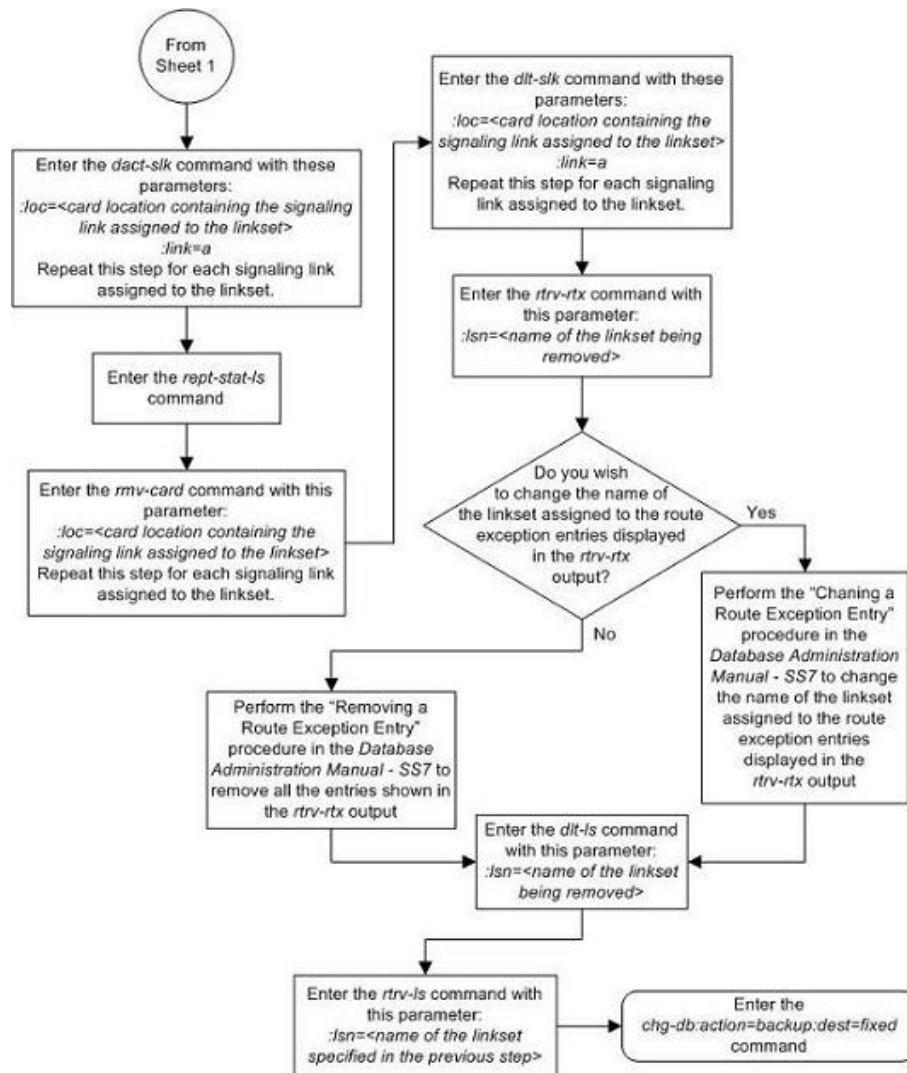 From
Sheet 1
Enter the dact-slk command with these
parameters:
:loc=<card location containing the signaling
link assigned to the linkset>
:link=a
Repeat this step for each signaling link
assigned to the linkset.
Enter the rept-stat-ls
command
Enter the rmv-card command with this
parameter:
:loc=<card location containing the
signaling link assigned to the linkset>
Repeat this step for each signaling link
assigned to the linkset.
Enter the dlt-slk command with these
parameters:
:loc=<card location containing the
signaling link assigned to the linkset>
:link=a
Repeat this step for each signaling
link assigned to the linkset.
Enter the rtrv-rtx command with
this parameter:
:lsn=<name of the linkset being
removed>
Do you wish
to change the name of
the linkset assigned to the route
exception entries displayed
in the rtrv-rtx
output?
Yes
No
Perform the “Chaning a
Route Exception Entry”
procedure in the
Database Administration
Manual - SS7 to change
the name of the linkset
assigned to the route
exception entries
displayed in the
rtrv-rtx output
Perform the “Removing a
Route Exception Entry”
procedure in the Database
Administration Manual - SS7 to
remove all the entries shown in
the rtrv-rtx output
Enter the dlt-ls command
with this parameter:
:lsn=<name of the linkset
being removed>
Enter the rtrv-ls command with
this parameter:
:lsn=<name of the linkset
specified in the previous step>
Enter the
chg-db:action=backup:dest=fixed
command